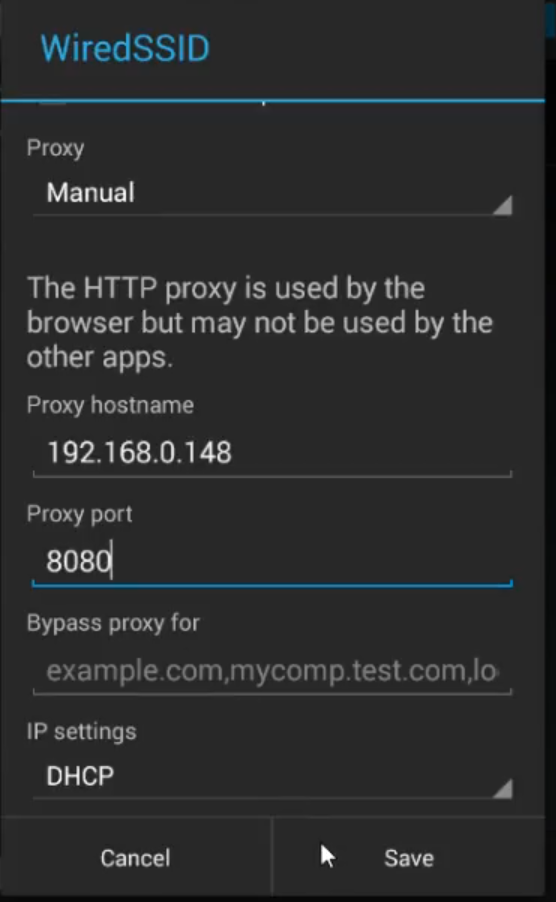 WiredSSID
Proxy
Manual
The HTTP proxy is used by the
browser but may not be used by the
other apps.
Proxy hostname
192.168.0.148
Proxy port
8080
Bypass proxy for
example.com,mycomp.test.com,lo
IP settings
DHCP
Cancel
Save